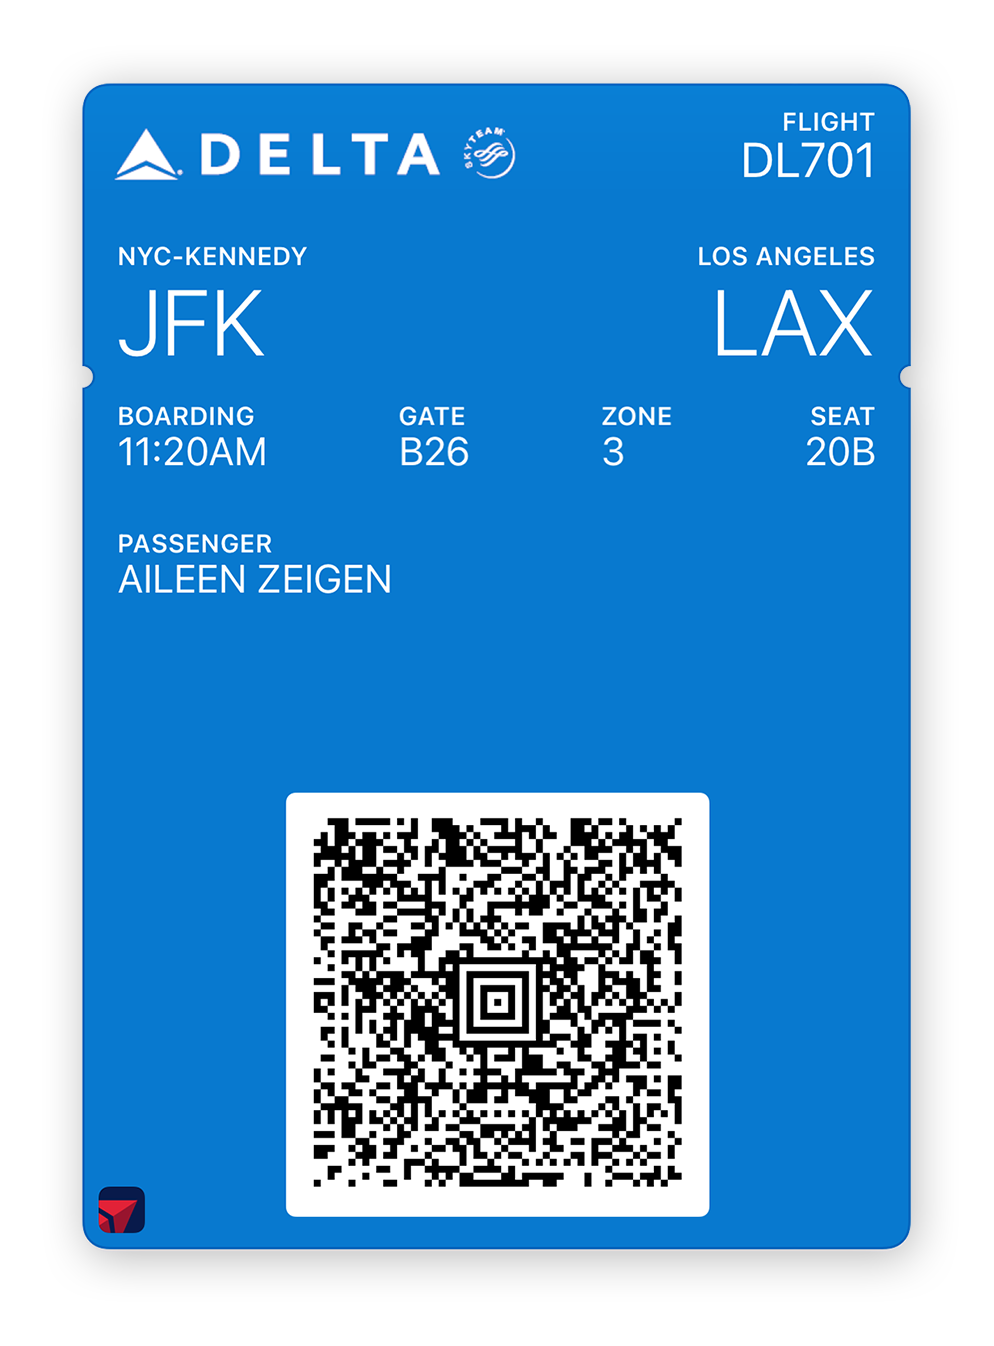 DELTA SKYTEAM
FLIGHT
DL701
NYC-KENNEDY LOS ANGELES
JFK LAX
BOARDING GATE ZONE SEAT
11:20AM B26 3 20B
PASSENGER
AILEEN ZEIGEN